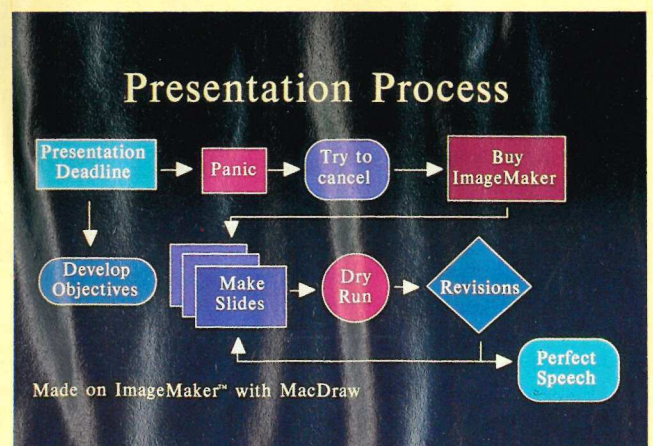 Presentation Process
Presentation
Deadline
Panic
Try to
cancel
Buy
ImageMaker
Develop
Objectives
Make
Slides
Dry
Run
Revisions
Perfect
Speech
Made on ImageMaker™ with MacDraw